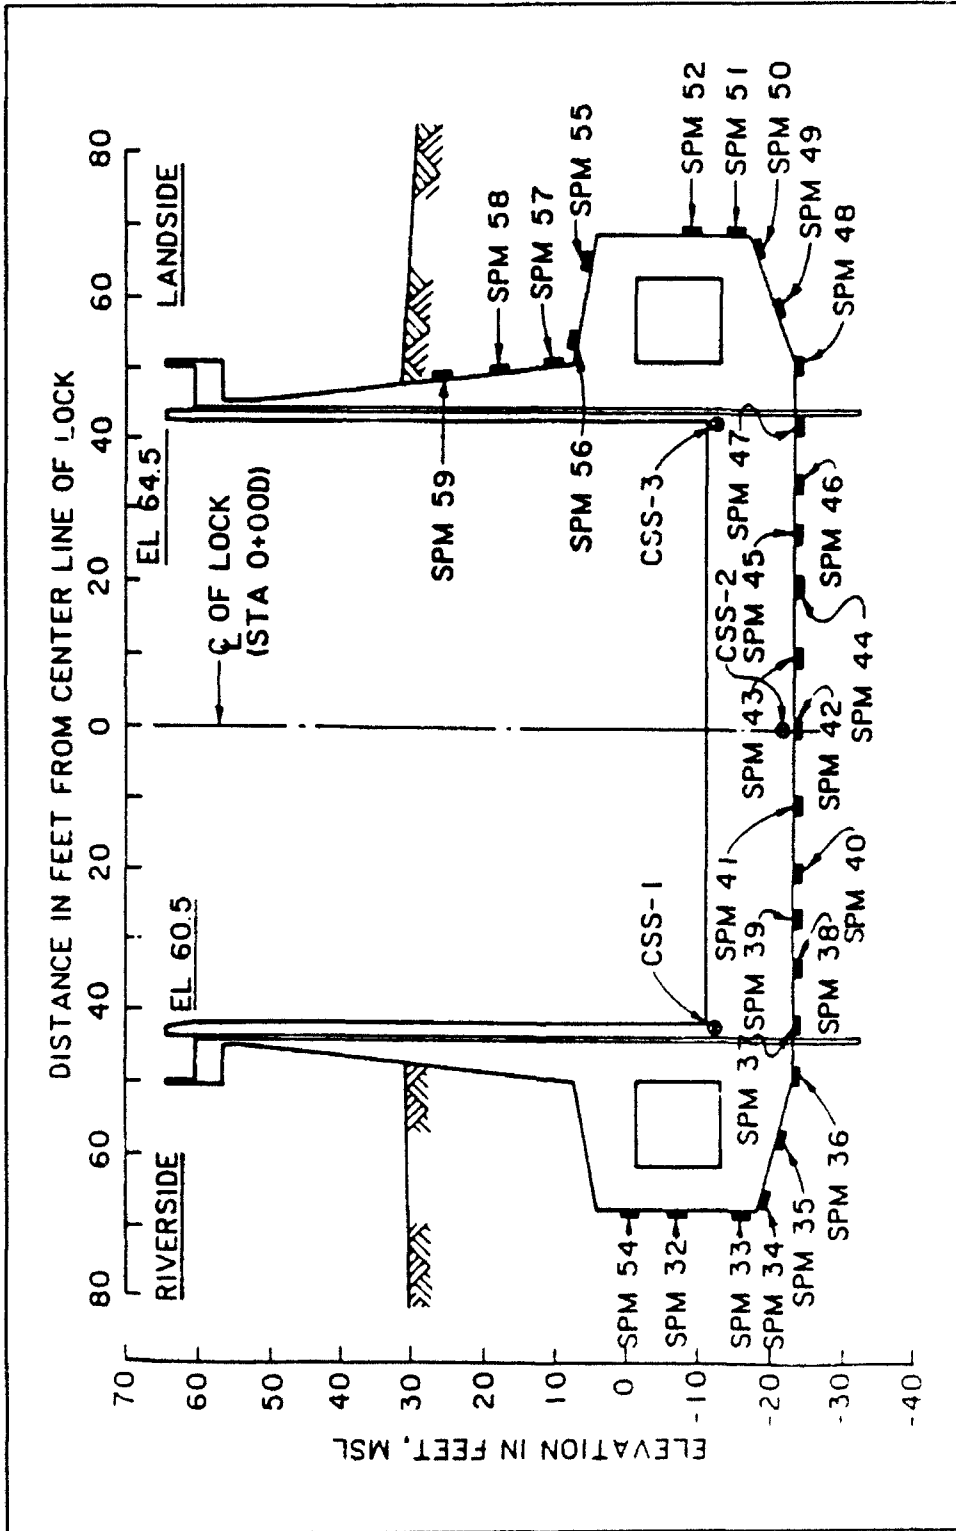 DISTANCE IN FEET FROM CENTER LINE OF LOCK
80 60 40 20 0 20 40 60 80
RIVERSIDE
EL 60.5
EL 64.5
LANDSIDE
℄ OF LOCK
(STA 0+00D)
ELEVATION IN FEET, MSL
70
60
50
40
30
20
10
0
-10
-20
-30
-40
SPM 54
SPM 32
SPM 33
SPM 34
SPM 35
SPM 36
SPM 37
SPM 38
SPM 39
SPM 40
SPM 41
SPM 42
SPM 43
SPM 44
SPM 45
SPM 46
SPM 47
SPM 48
SPM 49
SPM 50
SPM 51
SPM 52
SPM 55
SPM 56
SPM 57
SPM 58
SPM 59
CSS-1
CSS-2
CSS-3